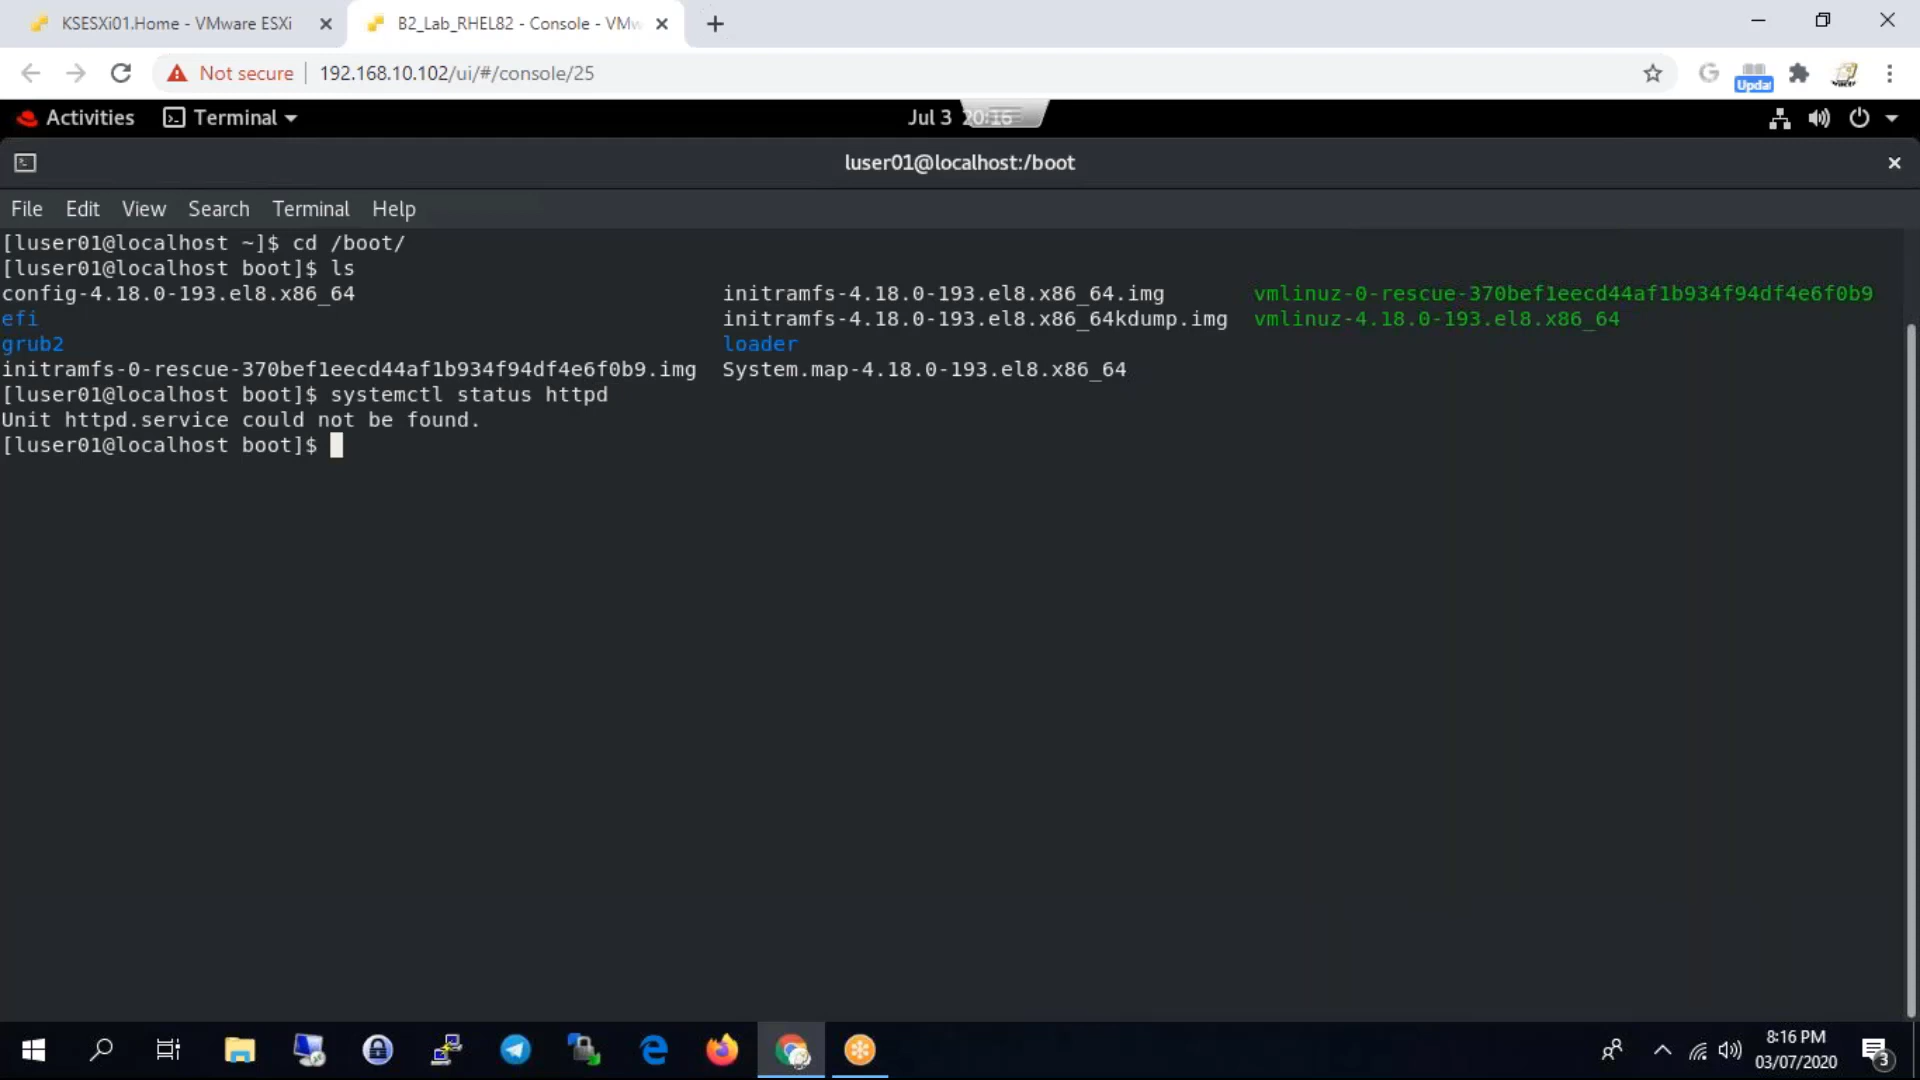 KSESXi01.Home - VMware ESXi
B2_Lab_RHEL82 - Console - VMw
Not secure
192.168.10.102/ui/#/console/25
Updat
Activities
Terminal
Jul 3 20:16
luser01@localhost:/boot
File Edit View Search Terminal Help
[luser01@localhost ~]$ cd /boot/
[luser01@localhost boot]$ ls
config-4.18.0-193.el8.x86_64 initramfs-4.18.0-193.el8.x86_64.img vmlinuz-0-rescue-370bef1eecd44af1b934f94df4e6f0b9
efi initramfs-4.18.0-193.el8.x86_64kdump.img vmlinuz-4.18.0-193.el8.x86_64
grub2 loader
initramfs-0-rescue-370bef1eecd44af1b934f94df4e6f0b9.img System.map-4.18.0-193.el8.x86_64
[luser01@localhost boot]$ systemctl status httpd
Unit httpd.service could not be found.
[luser01@localhost boot]$
8:16 PM
03/07/2020
3